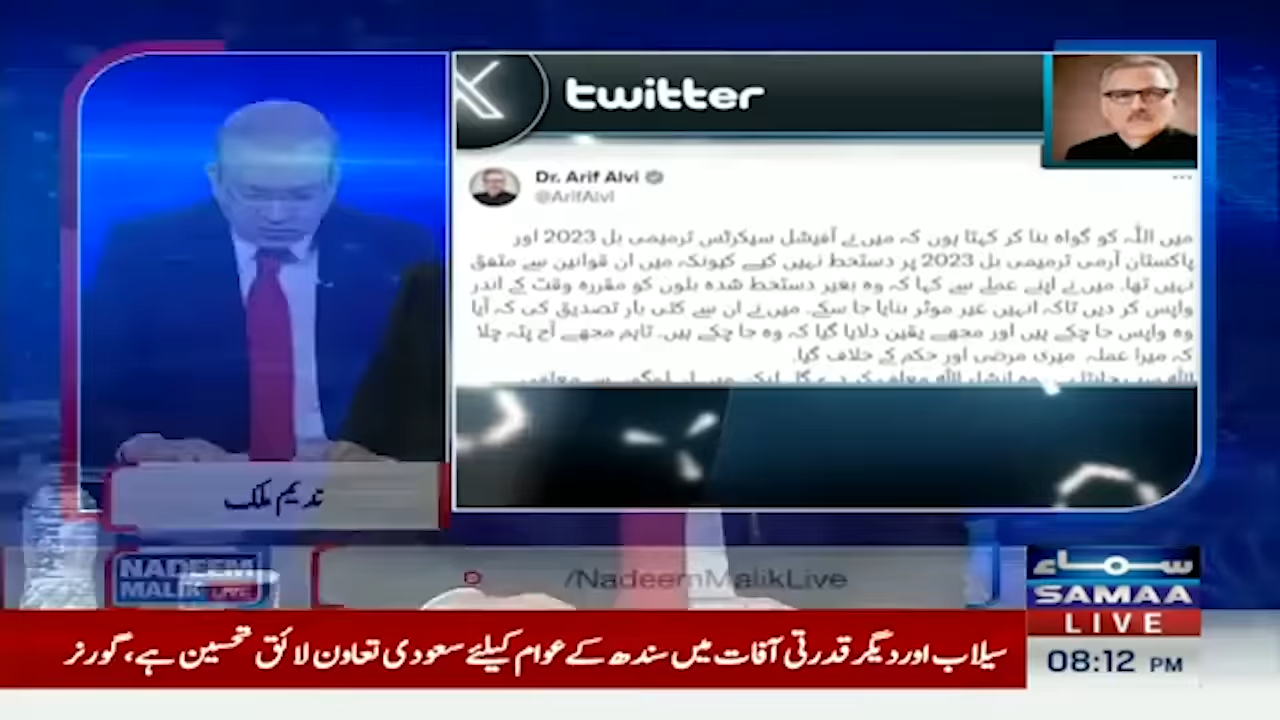 twitter
Dr. Arif Alvi
@ArifAlvi
میں اللّٰہ کو گواہ بنا کر کہتا ہوں کہ میں نے آفیشل سیکرٹس ترمیمی بل 2023 اور
پاکستان آرمی ترمیمی بل 2023 پر دستخط نہیں کیے کیونکہ میں ان قوانین سے متفق
نہیں تھا۔ میں نے اپنے عملے سے کہا کہ وہ بغیر دستخط شدہ بلوں کو مقررہ وقت کے اندر
واپس کر دیں تاکہ انہیں غیر موثر بنایا جا سکے۔ میں نے ان سے کئی بار تصدیق کی کہ آیا
وہ واپس جا چکے ہیں اور مجھے یقین دلایا گیا کہ وہ جا چکے ہیں۔ تاہم مجھے آج پتہ چلا
کہ میرا عملہ میری مرضی اور حکم کے خلاف گیا۔
ندیم ملک
NADEEM
MALIK LIVE
/NadeemMalikLive
سماء
SAMAA
LIVE
08:12 PM
سیلاب اور دیگر قدرتی آفات میں سندھ کے عوام کیلئے سعودی تعاون لائق تحسین ہے، گورنر